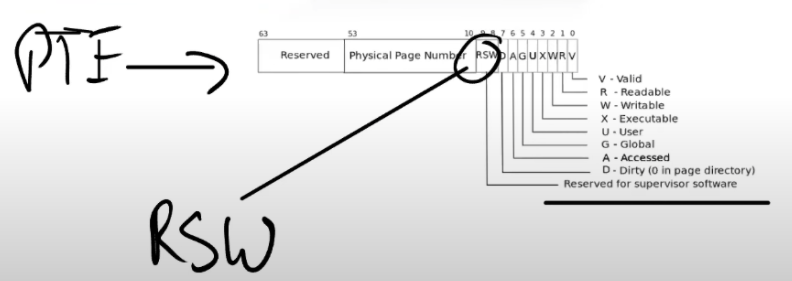 PTE
63 53 10 9 8 7 6 5 4 3 2 1 0
Reserved Physical Page Number RSW D A G U X W R V
V - Valid
R - Readable
W - Writable
X - Executable
U - User
G - Global
A - Accessed
D - Dirty (0 in page directory)
Reserved for supervisor software
RSW